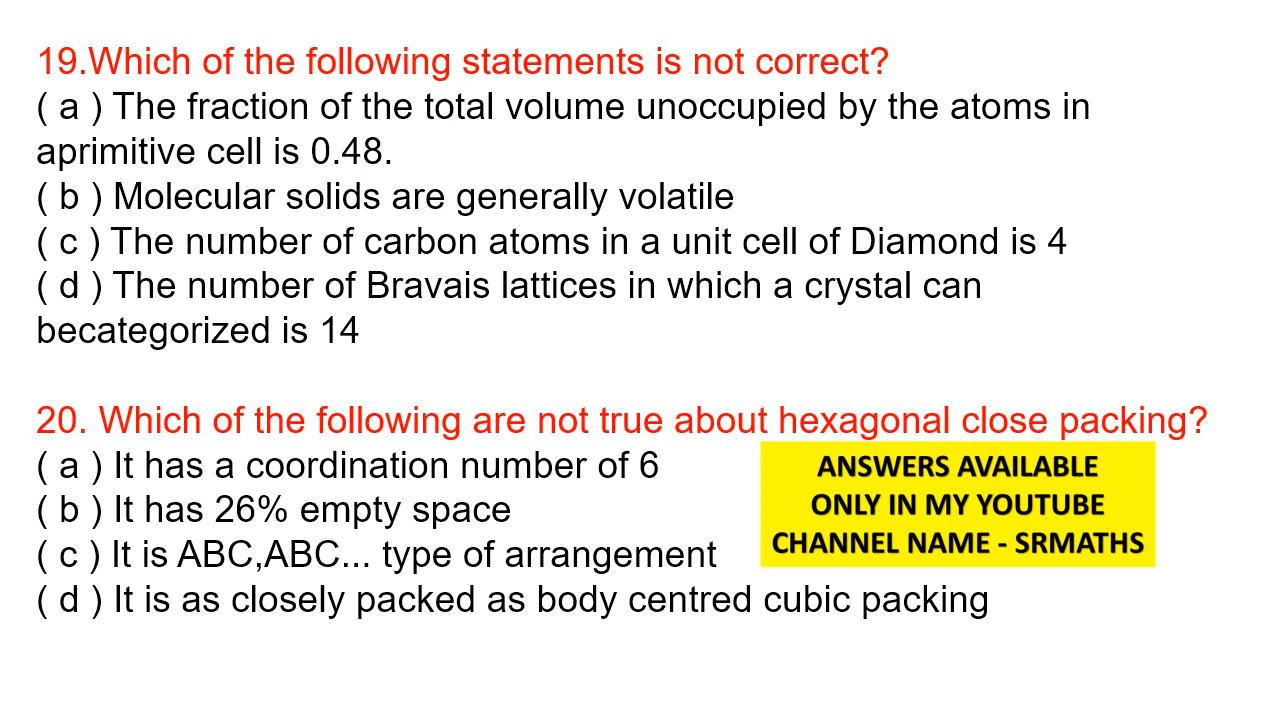 19.Which of the following statements is not correct?
( a ) The fraction of the total volume unoccupied by the atoms in
aprimitive cell is 0.48.
( b ) Molecular solids are generally volatile
( c ) The number of carbon atoms in a unit cell of Diamond is 4
( d ) The number of Bravais lattices in which a crystal can
becategorized is 14
20. Which of the following are not true about hexagonal close packing?
( a ) It has a coordination number of 6
( b ) It has 26% empty space
( c ) It is ABC,ABC... type of arrangement
( d ) It is as closely packed as body centred cubic packing
ANSWERS AVAILABLE
ONLY IN MY YOUTUBE
CHANNEL NAME - SRMATHS